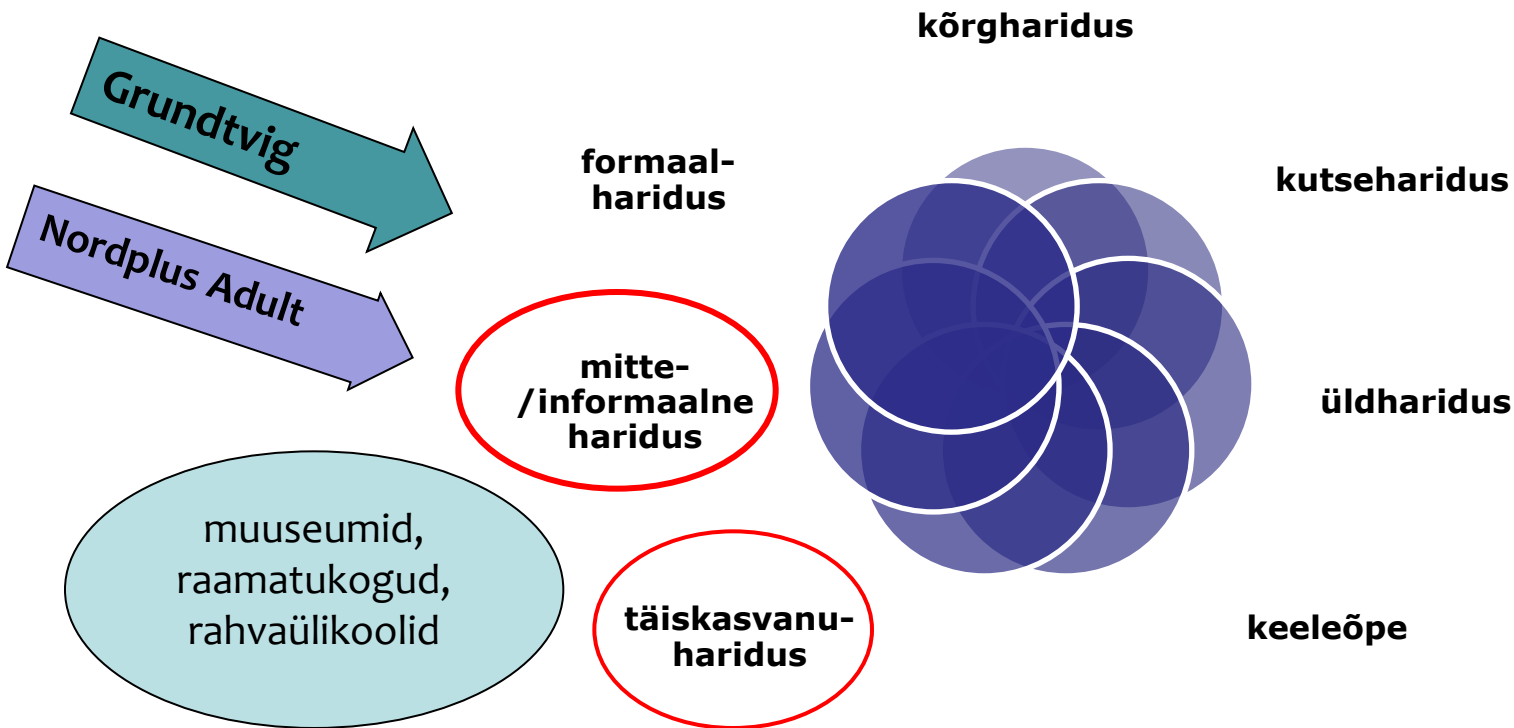 kõrgharidus
Grundtvig
formaal-
haridus
kutseharidus
Nordplus Adult
mitte-
/informaalne
haridus
üldharidus
muuseumid,
raamatukogud,
rahvaülikoolid
täiskasvanu-
haridus
keeleõpe